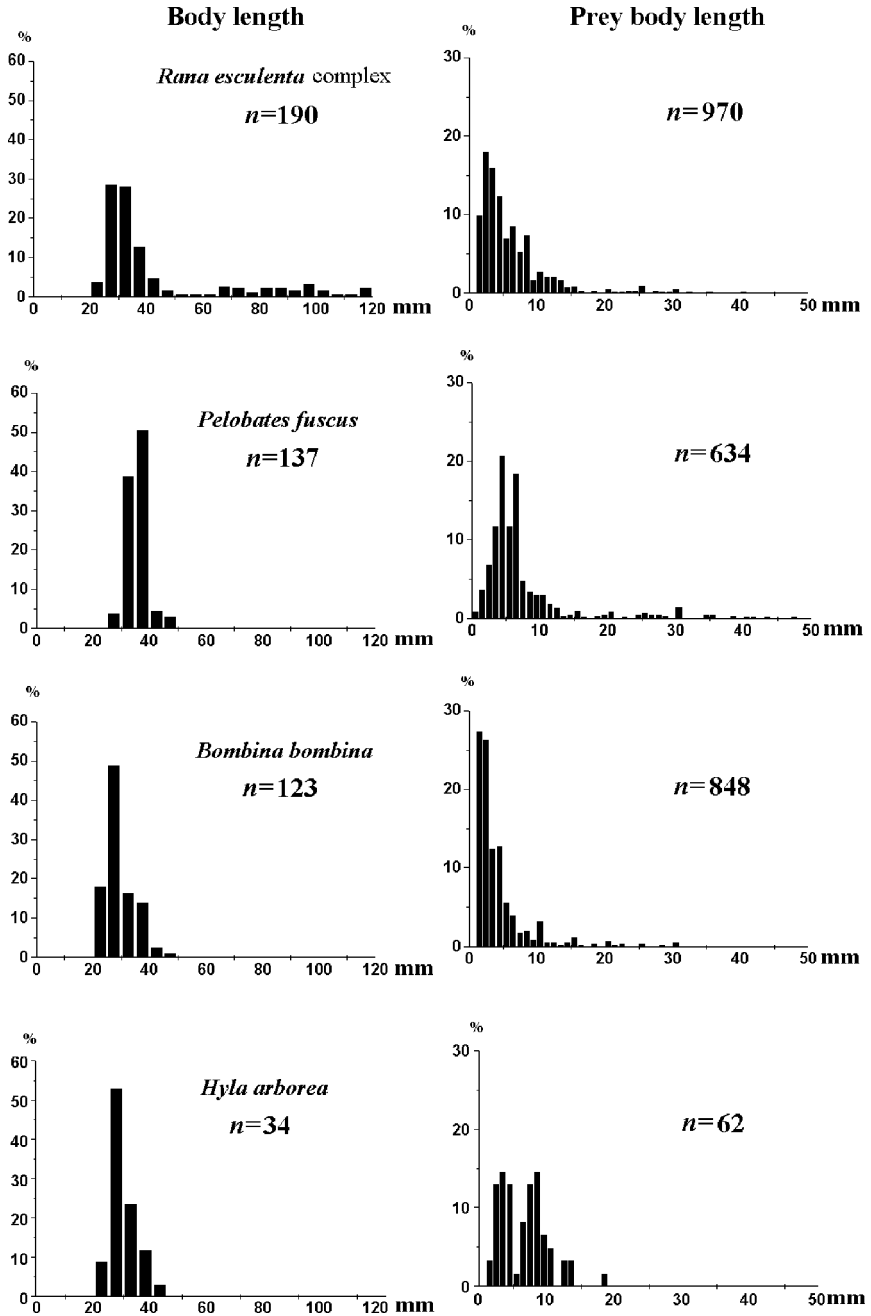 Body length
Prey body length
%
60
50
40
30
20
10
0
Rana esculenta complex
n=190
0 20 40 60 80 100 120 mm
%
30
20
10
0
n=970
0 10 20 30 40 50 mm
%
60
50
40
30
20
10
0
Pelobates fuscus
n=137
0 20 40 60 80 100 120 mm
%
30
20
10
0
n=634
0 10 20 30 40 50 mm
%
60
50
40
30
20
10
0
Bombina bombina
n=123
0 20 40 60 80 100 120 mm
%
30
20
10
0
n=848
0 10 20 30 40 50 mm
%
60
50
40
30
20
10
0
Hyla arborea
n=34
0 20 40 60 80 100 120 mm
%
30
20
10
0
n=62
0 10 20 30 40 50 mm